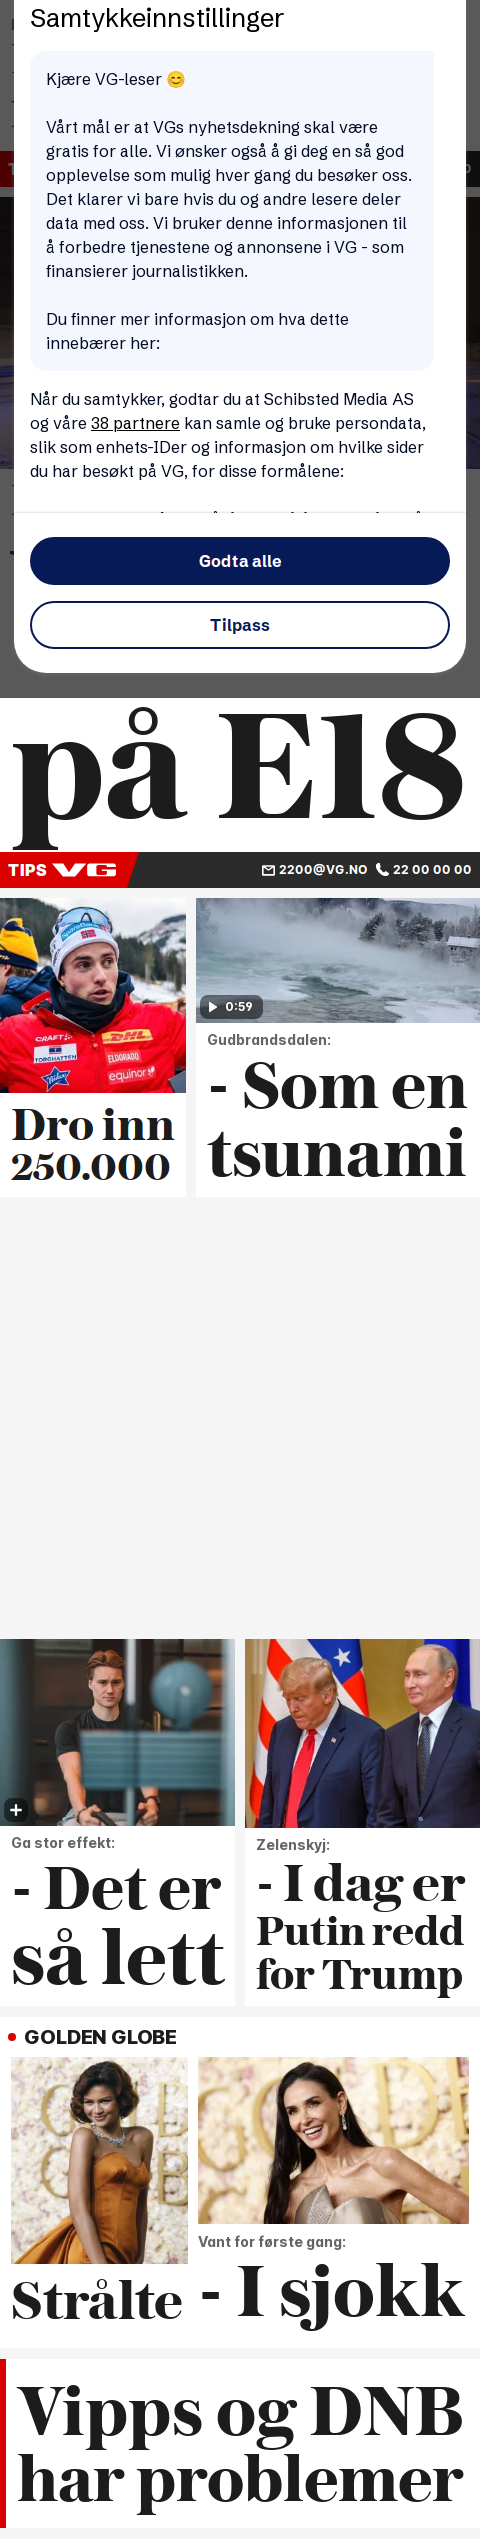 Samtykkeinnstillinger
Kjære VG-leser 😊
Vårt mål er at VGs nyhetsdekning skal være
gratis for alle. Vi ønsker også å gi deg en så god
opplevelse som mulig hver gang du besøker oss.
Det klarer vi bare hvis du og andre lesere deler
data med oss. Vi bruker denne informasjonen til
å forbedre tjenestene og annonsene i VG - som
finansierer journalistikken.
Du finner mer informasjon om hva dette
innebærer her:
Når du samtykker, godtar du at Schibsted Media AS
og våre 38 partnere kan samle og bruke persondata,
slik som enhets-IDer og informasjon om hvilke sider
du har besøkt på VG, for disse formålene:
Godta alle
Tilpass
på E18
TIPS VG
2200@VG.NO 22 00 00 00
0:59
CRAFT
DHL
TORGHATTEN
ELDORADO
equinor
Gudbrandsdalen:
- Som en
tsunami
Dro inn
250.000
Ga stor effekt:
- Det er
så lett
Zelenskyj:
- I dag er
Putin redd
for Trump
GOLDEN GLOBE
Strålte
Vant for første gang:
- I sjokk
Vipps og DNB
har problemer